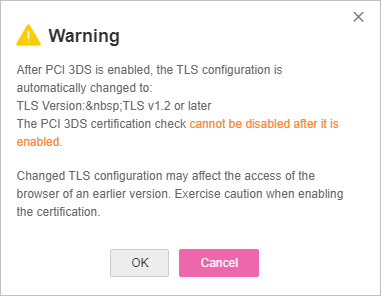 Warning
After PCI 3DS is enabled, the TLS configuration is
automatically changed to:
TLS Version:&nbsp;TLS v1.2 or later
The PCI 3DS certification check cannot be disabled after it is
enabled.
Changed TLS configuration may affect the access of the
browser of an earlier version. Exercise caution when enabling
the certification.
OK
Cancel